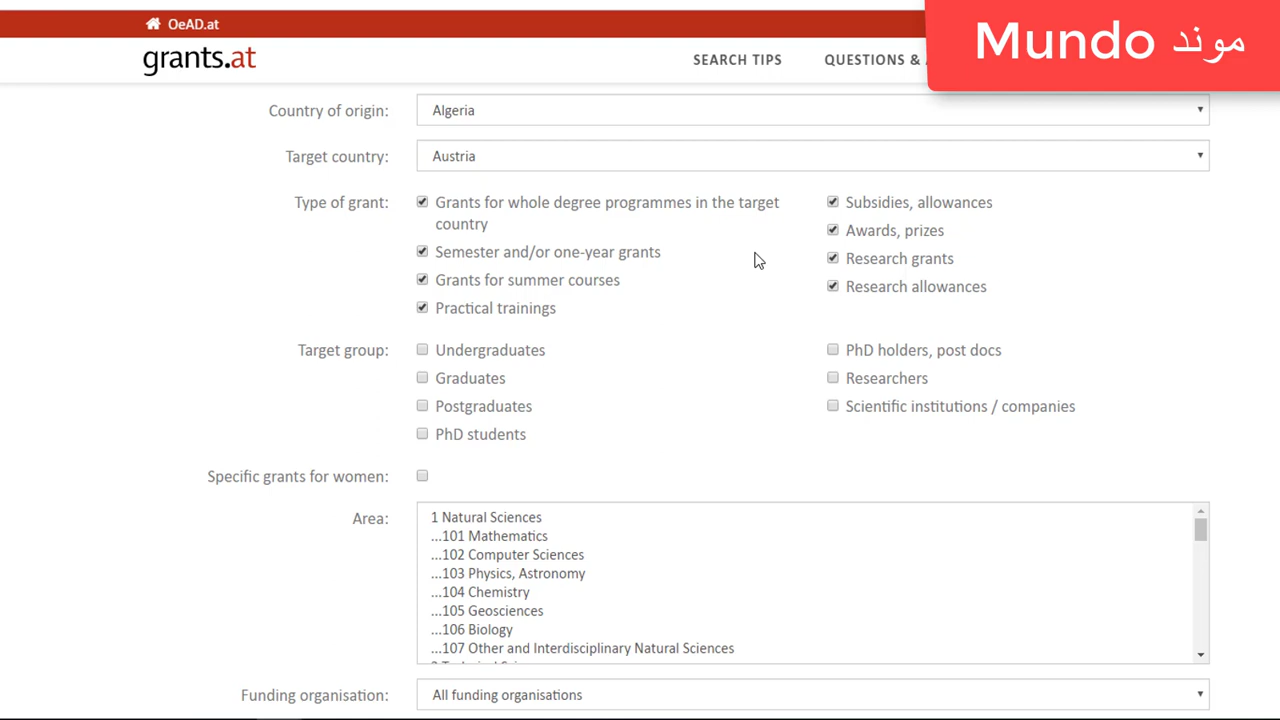 OeAD.at
Mundo موند
grants.at
SEARCH TIPS
QUESTIONS &
Country of origin:
Algeria
Target country:
Austria
Type of grant:
Grants for whole degree programmes in the target
country
Semester and/or one-year grants
Grants for summer courses
Practical trainings
Subsidies, allowances
Awards, prizes
Research grants
Research allowances
Target group:
Undergraduates
Graduates
Postgraduates
PhD students
PhD holders, post docs
Researchers
Scientific institutions / companies
Specific grants for women:
Area:
1 Natural Sciences
...101 Mathematics
...102 Computer Sciences
...103 Physics, Astronomy
...104 Chemistry
...105 Geosciences
...106 Biology
...107 Other and Interdisciplinary Natural Sciences
Funding organisation:
All funding organisations